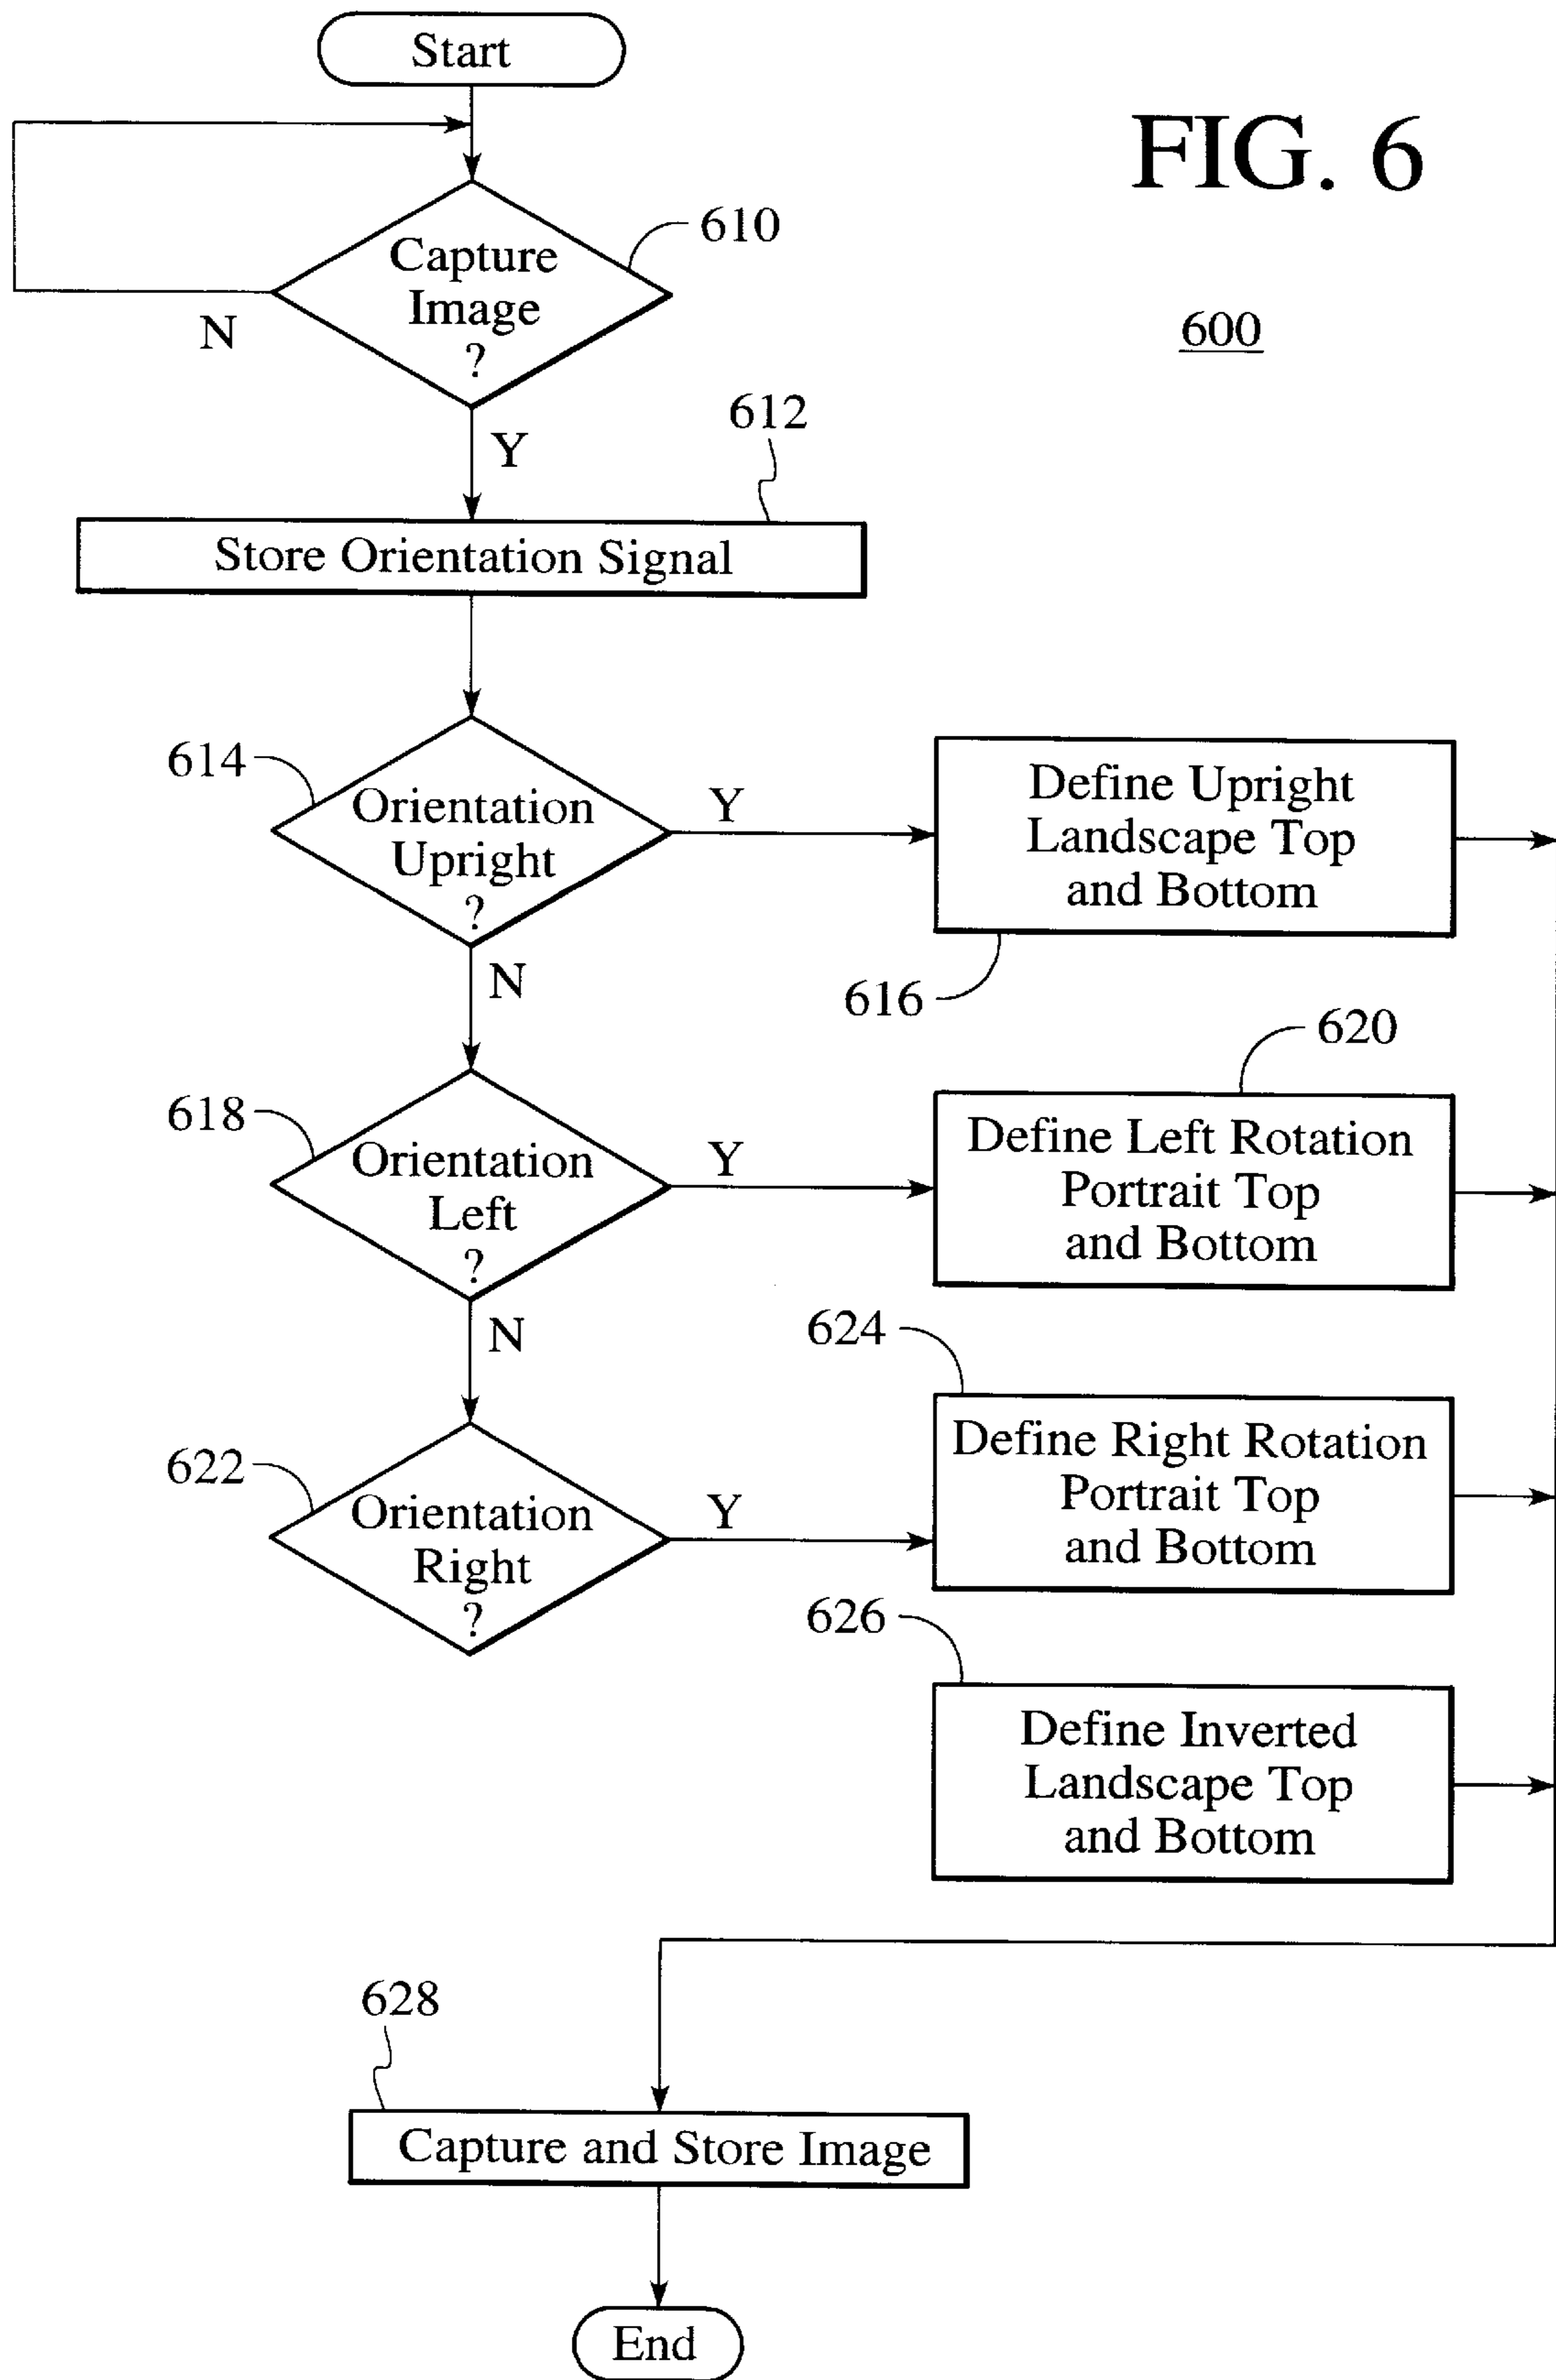 Start
FIG. 6
610
Capture
Image
?
N
600
Y
612
Store Orientation Signal
614
Orientation
Upright
?
Y
Define Upright
Landscape Top
and Bottom
616
N
620
618
Orientation
Left
?
Y
Define Left Rotation
Portrait Top
and Bottom
N
624
622
Orientation
Right
?
Y
Define Right Rotation
Portrait Top
and Bottom
626
Define Inverted
Landscape Top
and Bottom
628
Capture and Store Image
End